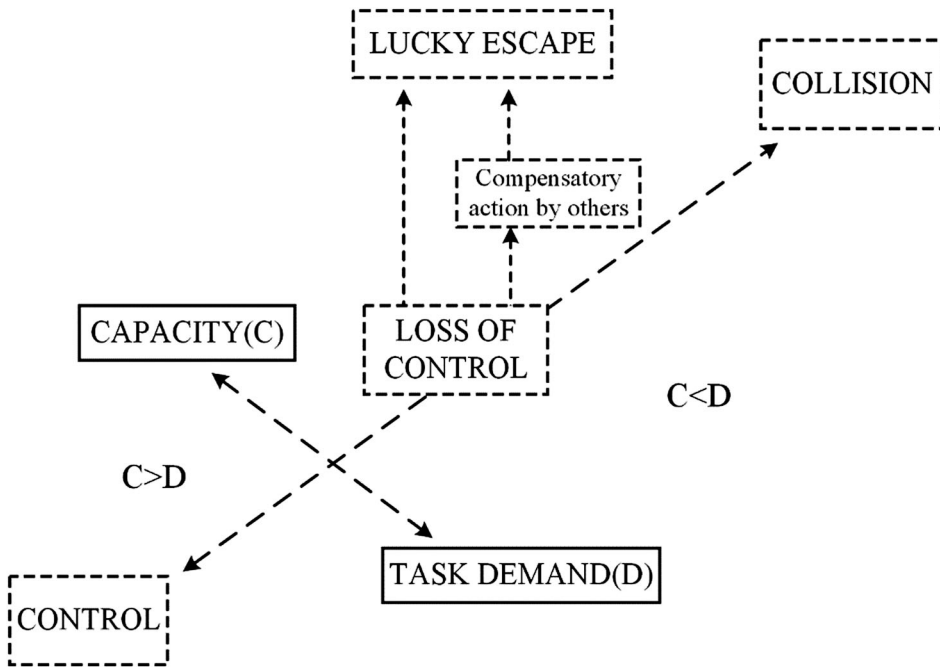 LUCKY ESCAPE
COLLISION
Compensatory
action by others
CAPACITY(C)
LOSS OF
CONTROL
C<D
C>D
TASK DEMAND(D)
CONTROL